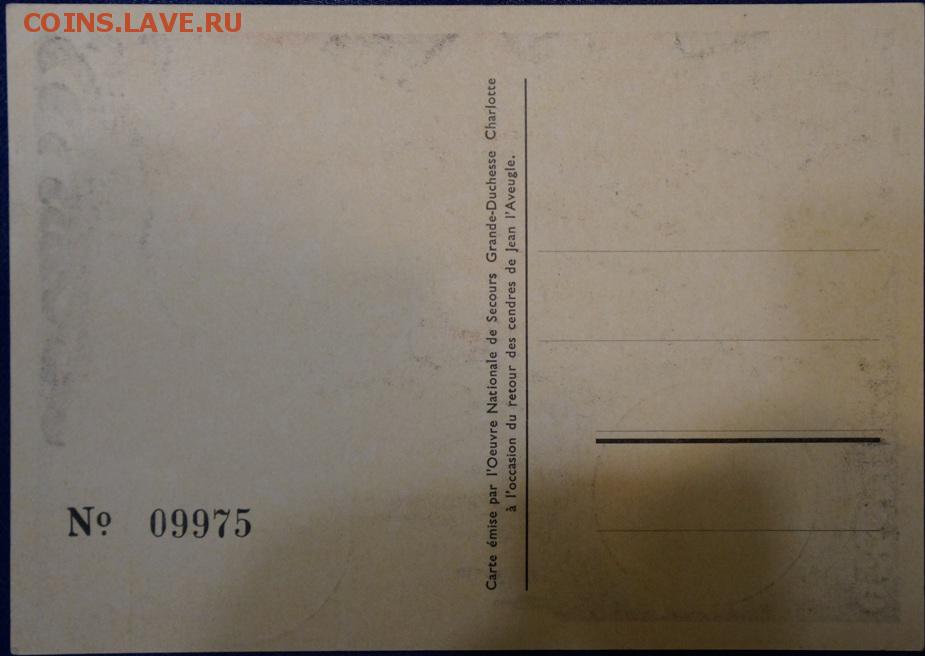 COINS.LAVE.RU
Carte émise par l'Oeuvre Nationale de Secours Grande-Duchesse Charlotte
à l'occasion du retour des cendres de Jean l'Aveugle.
Nº 09975